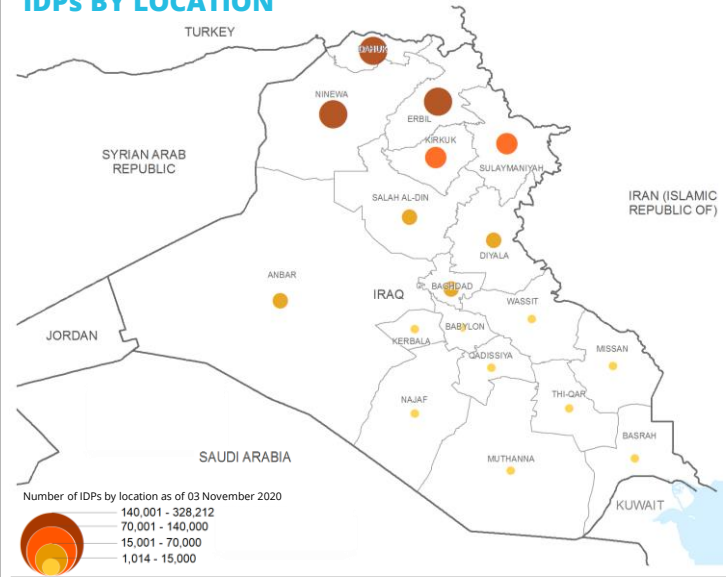 IDPs BY LOCATION
TURKEY
DAHUK
NINEWA
ERBIL
KIRKUK
SULAYMANIYAH
SYRIAN ARAB
REPUBLIC
SALAH AL-DIN
IRAN (ISLAMIC
REPUBLIC OF)
DIYALA
ANBAR
IRAQ
BAGHDAD
WASSIT
JORDAN
KERBALA
BABYLON
QADISSIYA
MISSAN
NAJAF
THI-QAR
BASRAH
SAUDI ARABIA
MUTHANNA
KUWAIT
Number of IDPs by location as of 03 November 2020
140,001 - 328,212
70,001 - 140,000
15,001 - 70,000
1,014 - 15,000